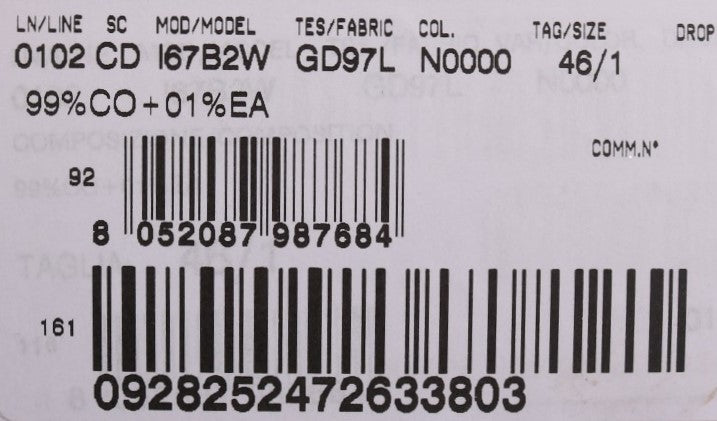 LN/LINE SC MOD/MODEL TES/FABRIC COL. TAG/SIZE DROP
0102 CD I67B2W GD97L N0000 46/1
99%CO+01%EA
COMM.N°
92
8 052087 987684
161
0928252472633803